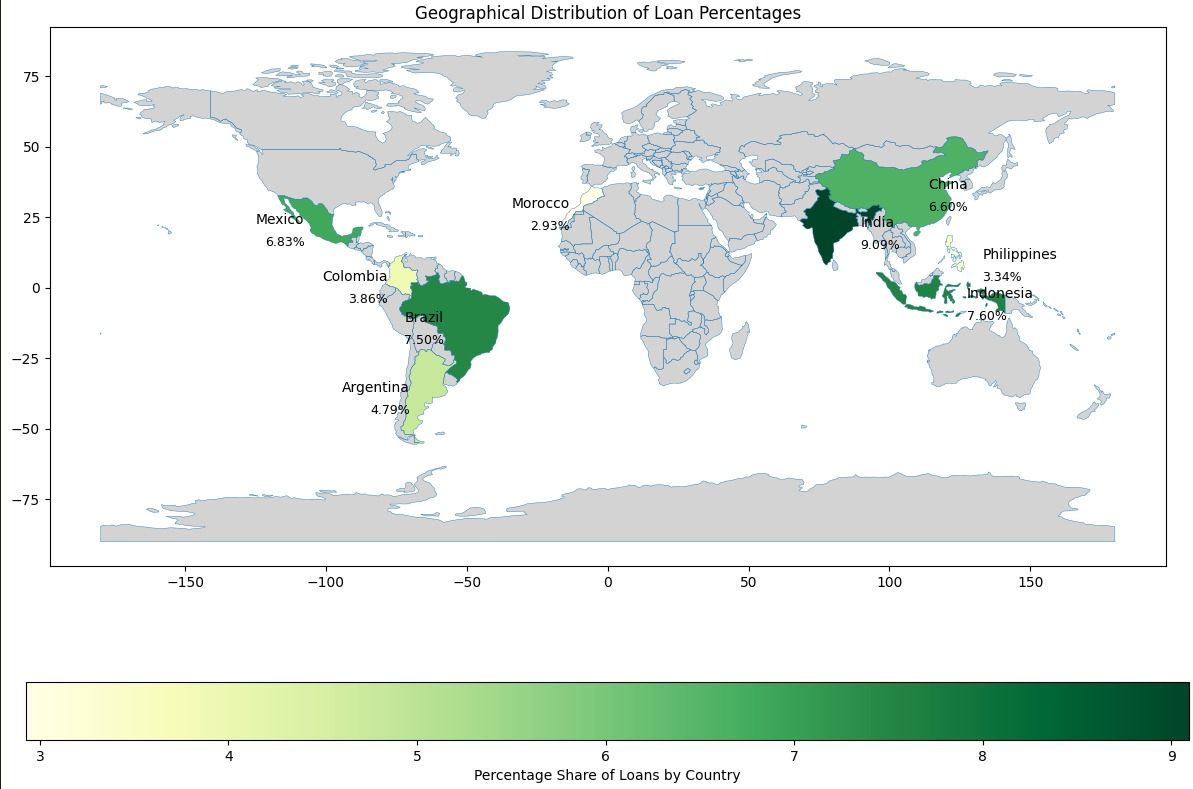 Geographical Distribution of Loan Percentages
75
50
25
0
−25
−50
−75
China
6.60%
Morocco
2.93%
Mexico
6.83%
India
9.09%
Philippines
3.34%
Colombia
3.86%
Indonesia
7.60%
Brazil
7.50%
Argentina
4.79%
−150 −100 −50 0 50 100 150
3 4 5 6 7 8 9
Percentage Share of Loans by Country